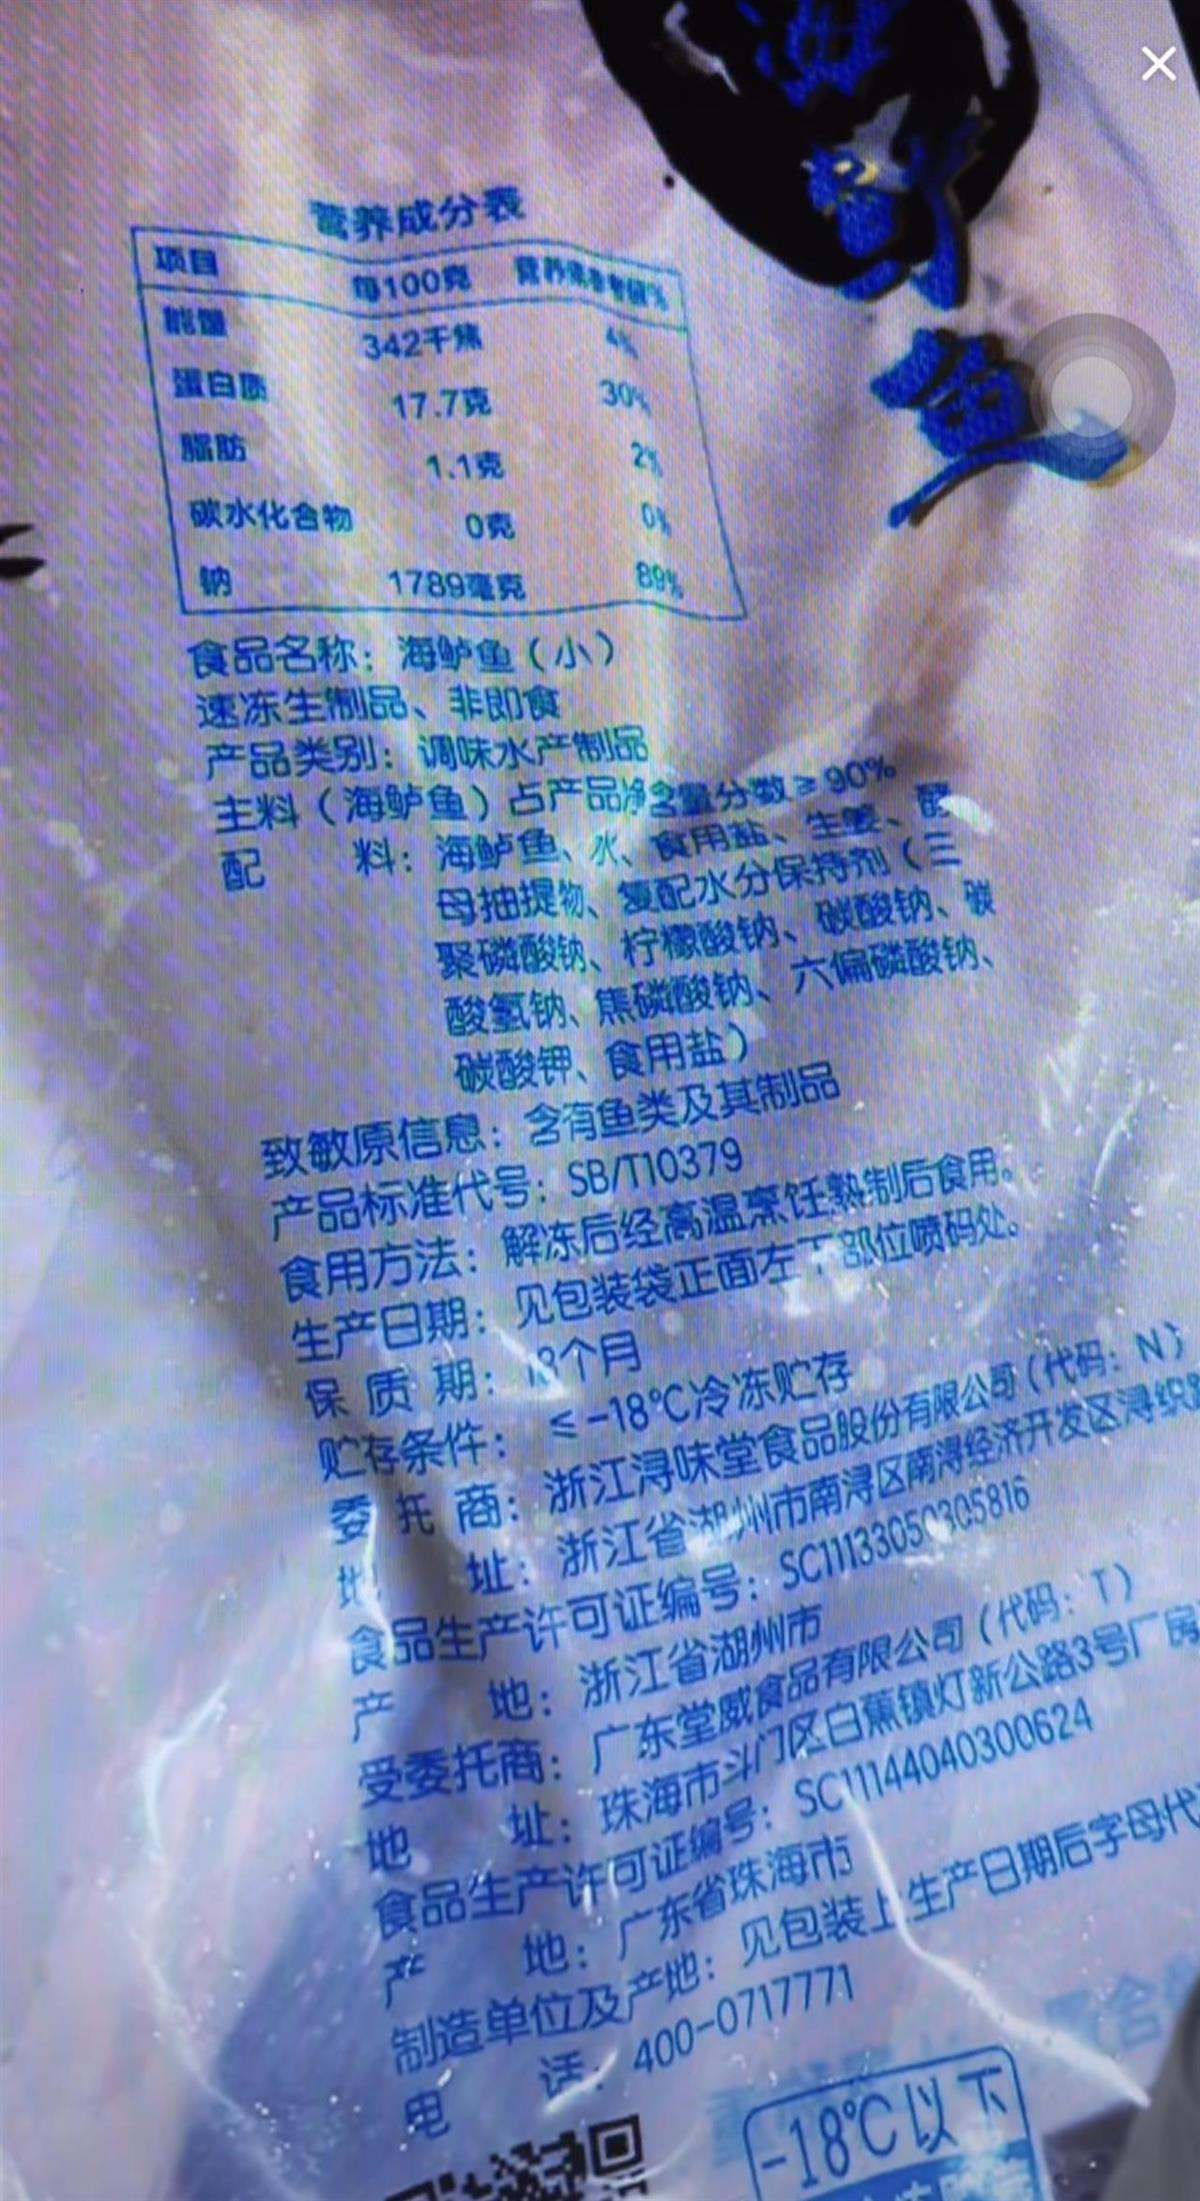 海
鲈
鱼
营养成分表
项目 每100克 营养素参考值%
能量 342千焦 4%
蛋白质 17.7克 30%
脂肪 1.1克 2%
碳水化合物 0克 0%
钠 1789毫克 89%
食品名称：海鲈鱼（小）
速冻生制品、非即食
产品类别：调味水产制品
主料（海鲈鱼）占产品净含量分数≥90%
配 料：海鲈鱼、水、食用盐、生姜、酵
母抽提物、复配水分保持剂（三
聚磷酸钠、柠檬酸钠、碳酸钠、碳
酸氢钠、焦磷酸钠、六偏磷酸钠、
碳酸钾、食用盐）
致敏原信息：含有鱼类及其制品
产品标准代号：SB/T10379
食用方法：解冻后经高温烹饪熟制后食用。
生产日期：见包装袋正面左下部位喷码处。
保 质 期：18个月
贮存条件：≤-18℃冷冻贮存
委 托 商：浙江浔味堂食品股份有限公司（代码：N）
地 址：浙江省湖州市南浔区南浔经济开发区浔织
食品生产许可证编号：SC11133050305816
产 地：浙江省湖州市
受委托商：广东堂威食品有限公司（代码：T）
地 址：珠海市斗门区白蕉镇灯新公路3号厂房
食品生产许可证编号：SC11144040300624
产 地：广东省珠海市
制造单位及产地：见包装上生产日期后字母代
电 话：400-0717771
-18℃以下